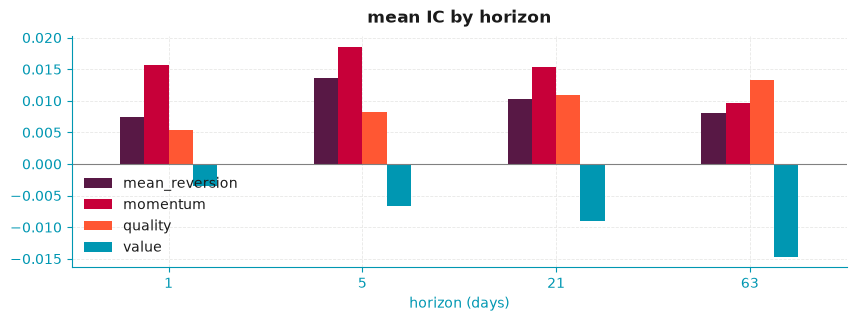 mean IC by horizon
0.020
0.015
0.010
0.005
0.000
−0.005
−0.010
−0.015
mean_reversion
momentum
quality
value
1 5 21 63
horizon (days)